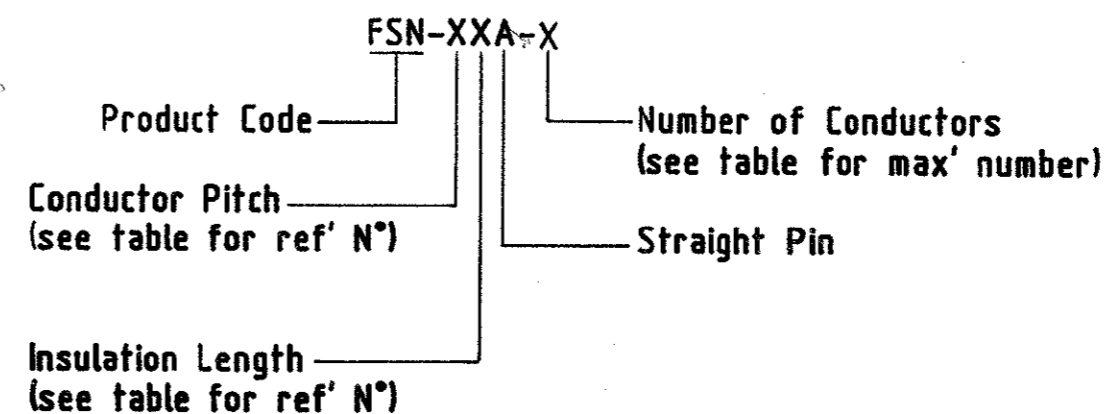 FSN-XXA-X
Product Code
Number of Conductors
(see table for max' number)
Conductor Pitch
(see table for ref' N°)
Straight Pin
Insulation Length
(see table for ref' N°)